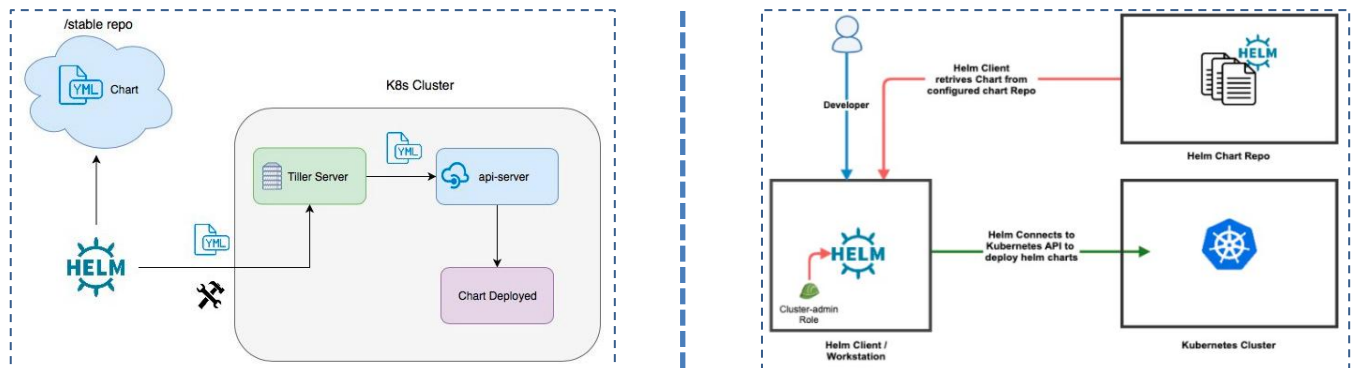 /stable repo
YML
Chart
K8s Cluster
YML
Tiller Server
api-server
YML
HELM
Chart Deployed
Developer
Helm Client
retrives Chart from
configured chart Repo
HELM
Helm Chart Repo
HELM
Cluster-admin
Role
Helm Client /
Workstation
Helm Connects to
Kubernetes API to
deploy helm charts
Kubernetes Cluster